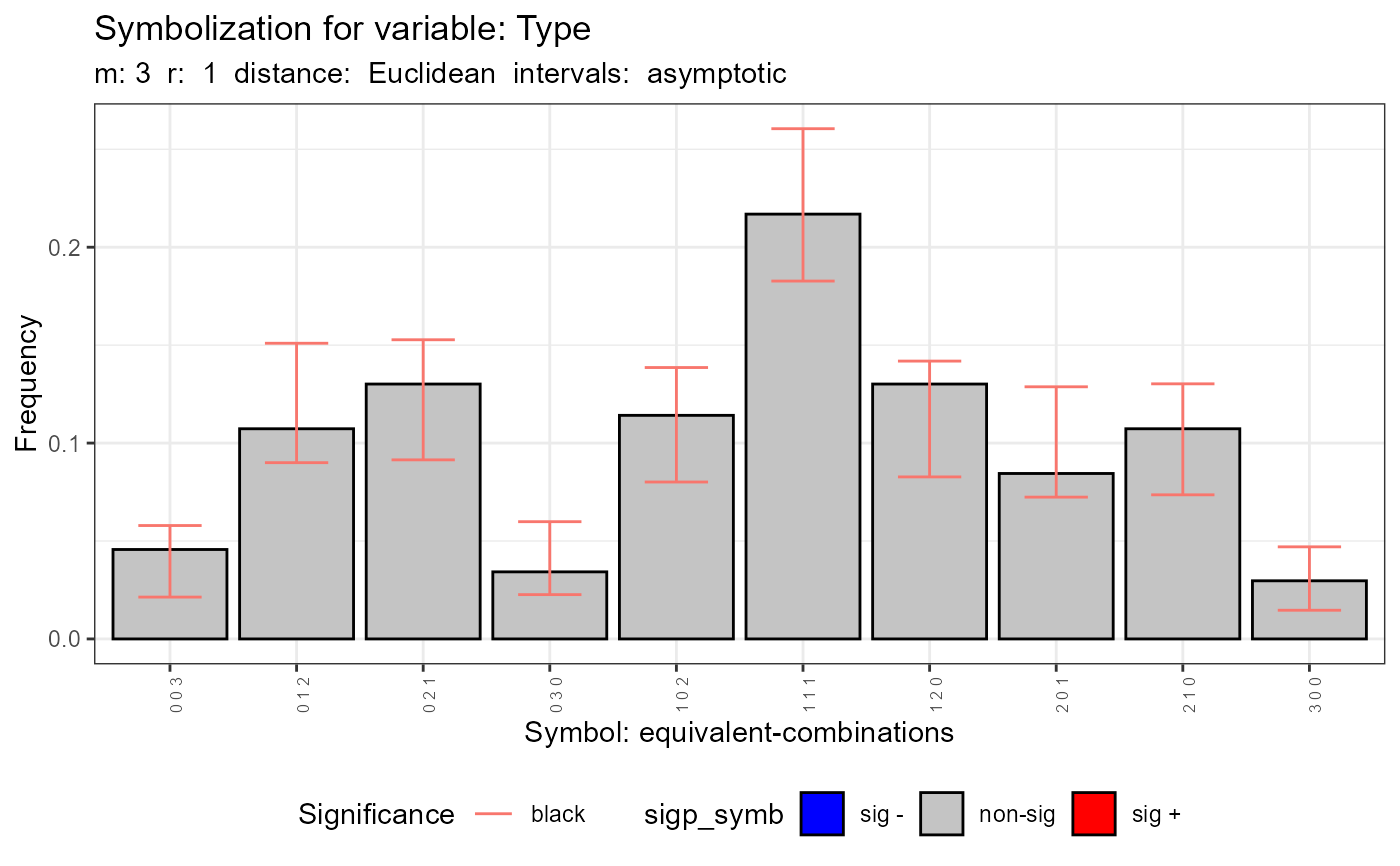 Symbolization for variable: Type
m: 3 r: 1 distance: Euclidean intervals: asymptotic
Frequency
0.2
0.1
0.0
0 0 3
0 1 2
0 2 1
0 3 0
1 0 2
1 1 1
1 2 0
2 0 1
2 1 0
3 0 0
Symbol: equivalent-combinations
Significance black sigp_symb sig - non-sig sig +